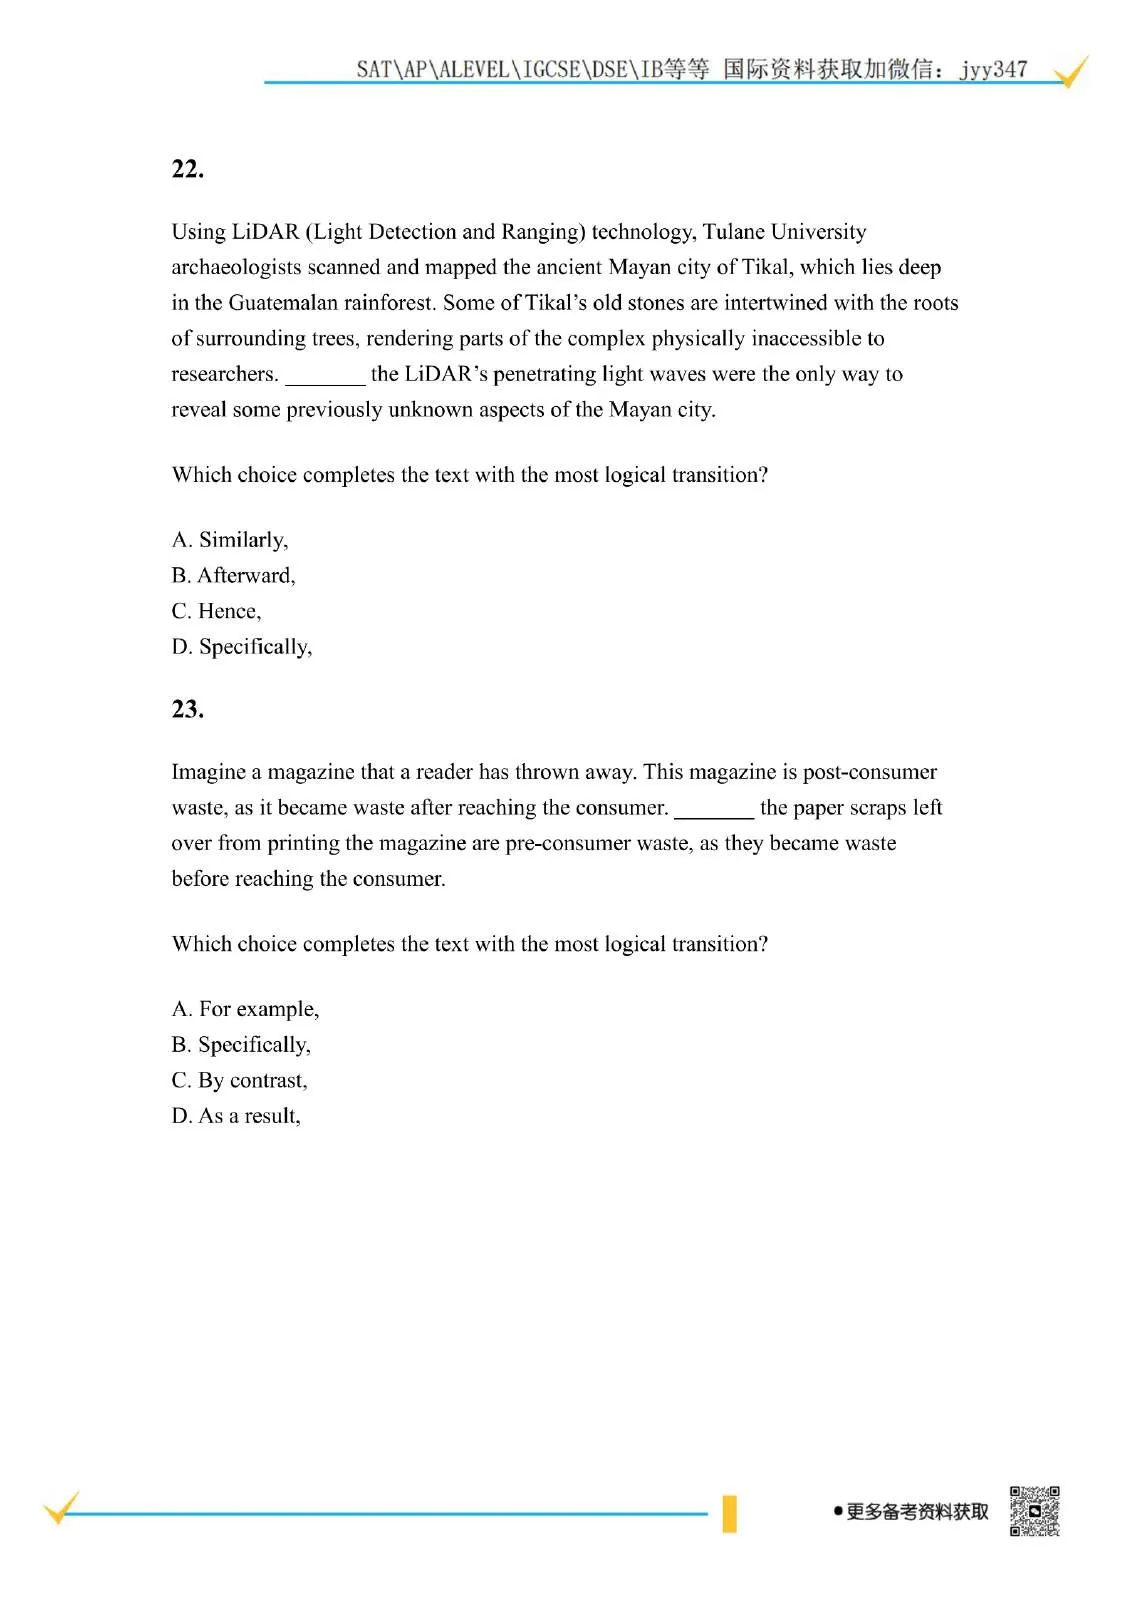 SAT\AP\ALEVEL\IGCSE\DSE\IB等等 国际资料获取加微信：jyy347
22.
Using LiDAR (Light Detection and Ranging) technology, Tulane University
archaeologists scanned and mapped the ancient Mayan city of Tikal, which lies deep
in the Guatemalan rainforest. Some of Tikal’s old stones are intertwined with the roots
of surrounding trees, rendering parts of the complex physically inaccessible to
researchers. _______ the LiDAR’s penetrating light waves were the only way to
reveal some previously unknown aspects of the Mayan city.
Which choice completes the text with the most logical transition?
A. Similarly,
B. Afterward,
C. Hence,
D. Specifically,
23.
Imagine a magazine that a reader has thrown away. This magazine is post-consumer
waste, as it became waste after reaching the consumer. _______ the paper scraps left
over from printing the magazine are pre-consumer waste, as they became waste
before reaching the consumer.
Which choice completes the text with the most logical transition?
A. For example,
B. Specifically,
C. By contrast,
D. As a result,
•更多备考资料获取